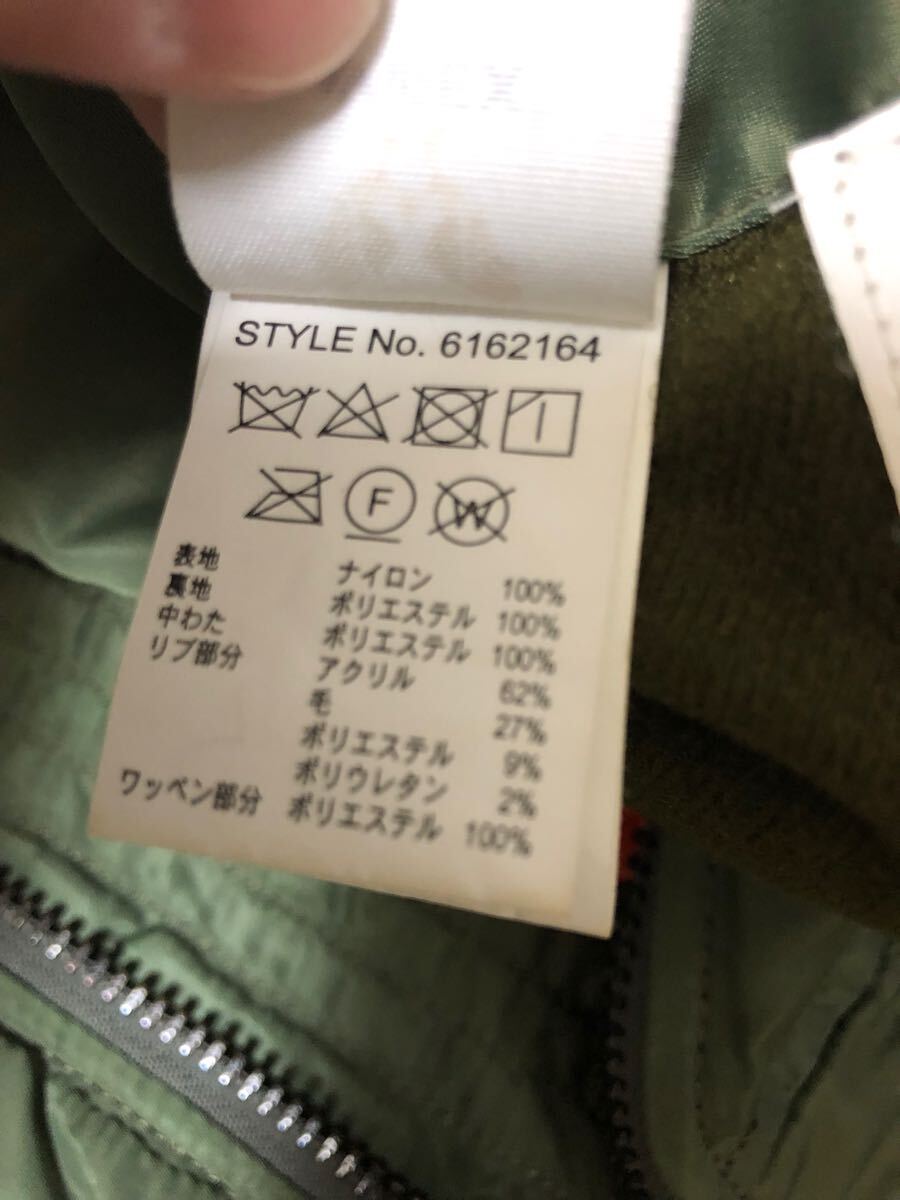 STYLE No. 6162164
F
W
表地 ナイロン 100%
裏地 ポリエステル 100%
中わた ポリエステル 100%
リブ部分 アクリル 62%
毛 27%
ポリエステル 9%
ポリウレタン 2%
ワッペン部分 ポリエステル 100%